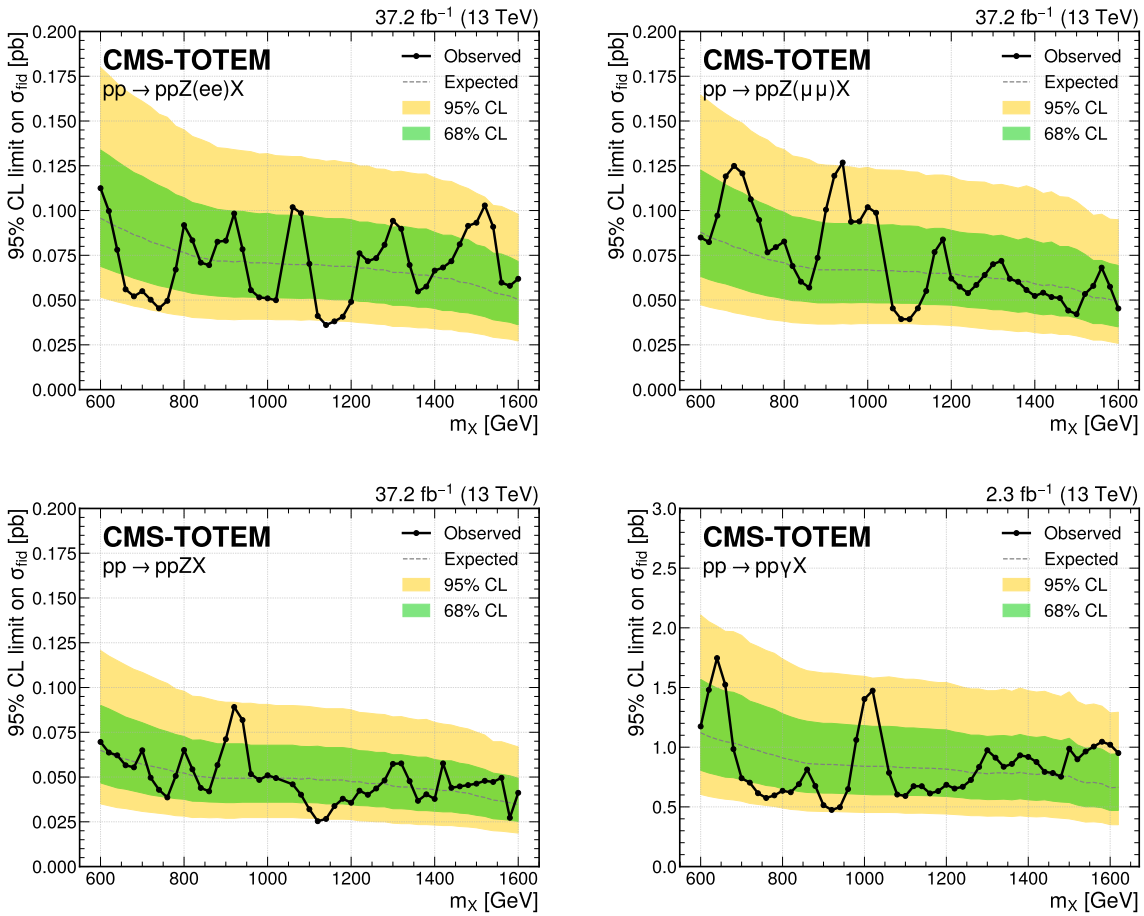 37.2 fb⁻¹ (13 TeV)
95% CL limit on σfid [pb]
0.200
0.175
0.150
0.125
0.100
0.075
0.050
0.025
0.000
CMS-TOTEM
pp → ppZ(ee)X
Observed
Expected
95% CL
68% CL
600 800 1000 1200 1400 1600
mX [GeV]
37.2 fb⁻¹ (13 TeV)
95% CL limit on σfid [pb]
0.200
0.175
0.150
0.125
0.100
0.075
0.050
0.025
0.000
CMS-TOTEM
pp → ppZ(μμ)X
Observed
Expected
95% CL
68% CL
600 800 1000 1200 1400 1600
mX [GeV]
37.2 fb⁻¹ (13 TeV)
95% CL limit on σfid [pb]
0.200
0.175
0.150
0.125
0.100
0.075
0.050
0.025
0.000
CMS-TOTEM
pp → ppZX
Observed
Expected
95% CL
68% CL
600 800 1000 1200 1400 1600
mX [GeV]
2.3 fb⁻¹ (13 TeV)
95% CL limit on σfid [pb]
3.0
2.5
2.0
1.5
1.0
0.5
0.0
CMS-TOTEM
pp → ppγX
Observed
Expected
95% CL
68% CL
600 800 1000 1200 1400 1600
mX [GeV]